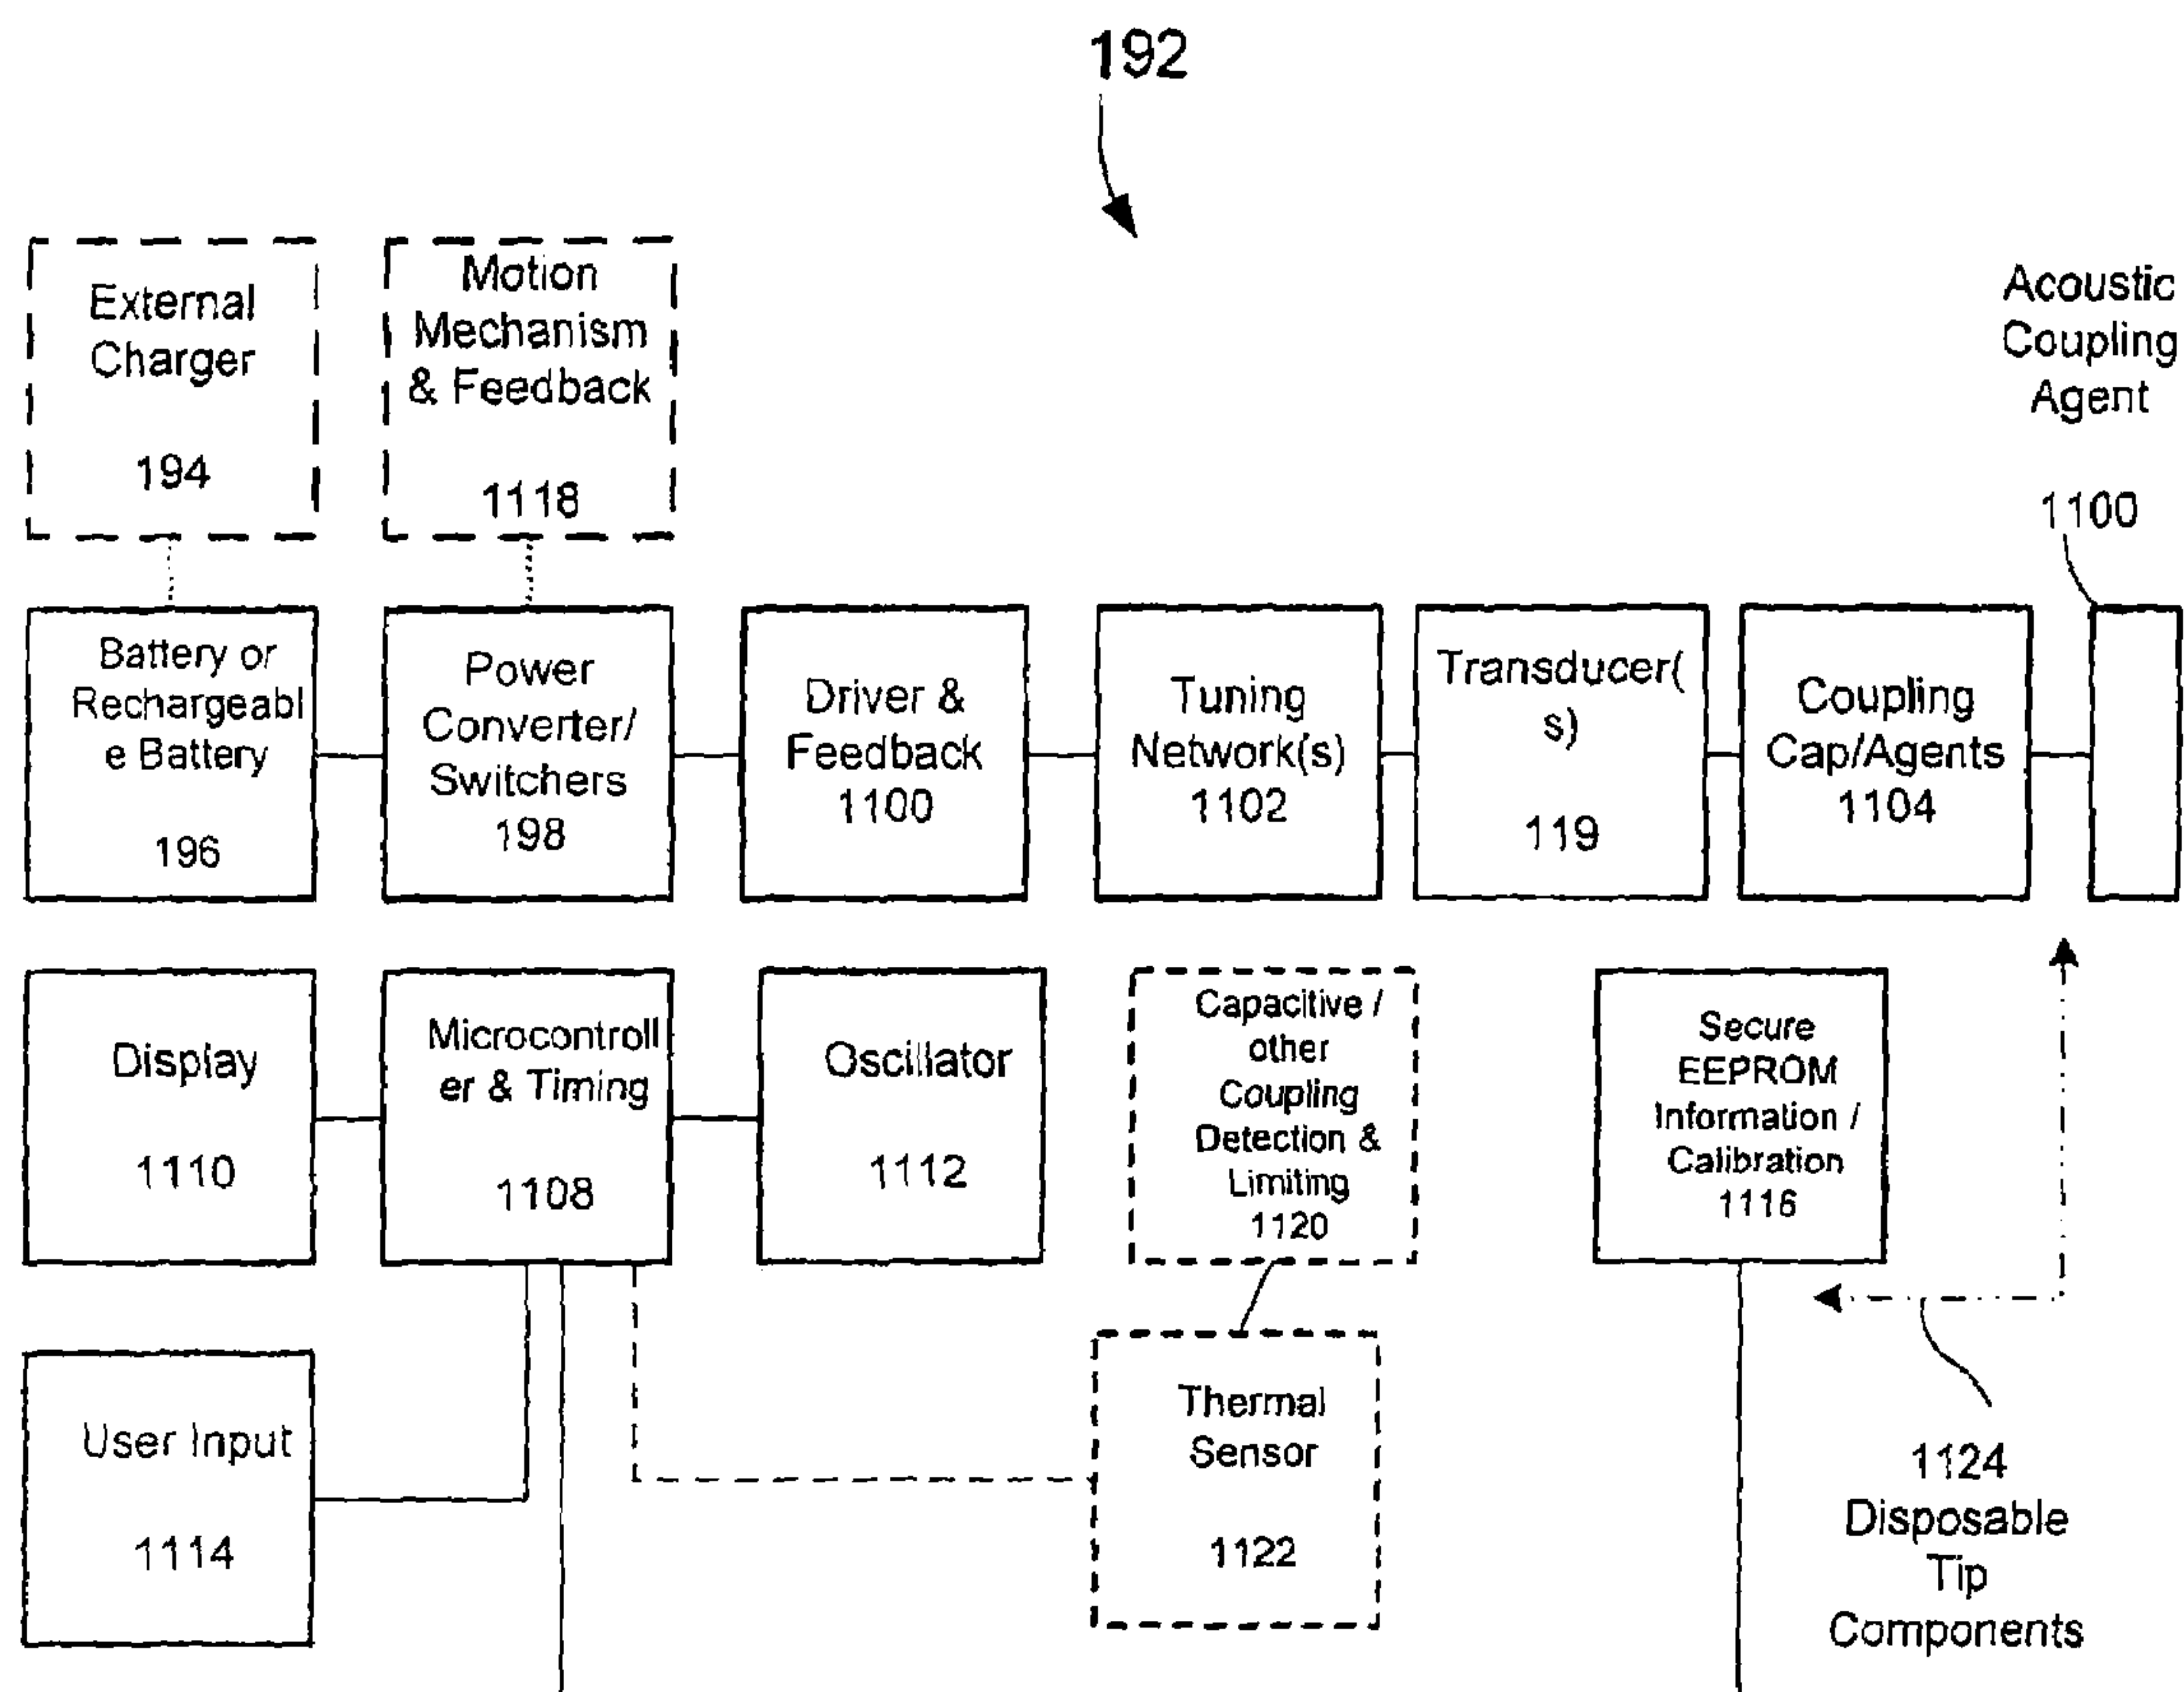 192
External
Charger
194
Motion
Mechanism
& Feedback
1118
Acoustic
Coupling
Agent
1100
Battery or
Rechargeabl
e Battery
196
Power
Converter/
Switchers
198
Driver &
Feedback
1100
Tuning
Network(s)
1102
Transducer(
s)
119
Coupling
Cap/Agents
1104
Display
1110
Microcontroll
er & Timing
1108
Oscillator
1112
Capacitive /
other
Coupling
Detection &
Limiting
1120
Secure
EEPROM
Information /
Calibration
1116
User Input
1114
Thermal
Sensor
1122
1124
Disposable
Tip
Components